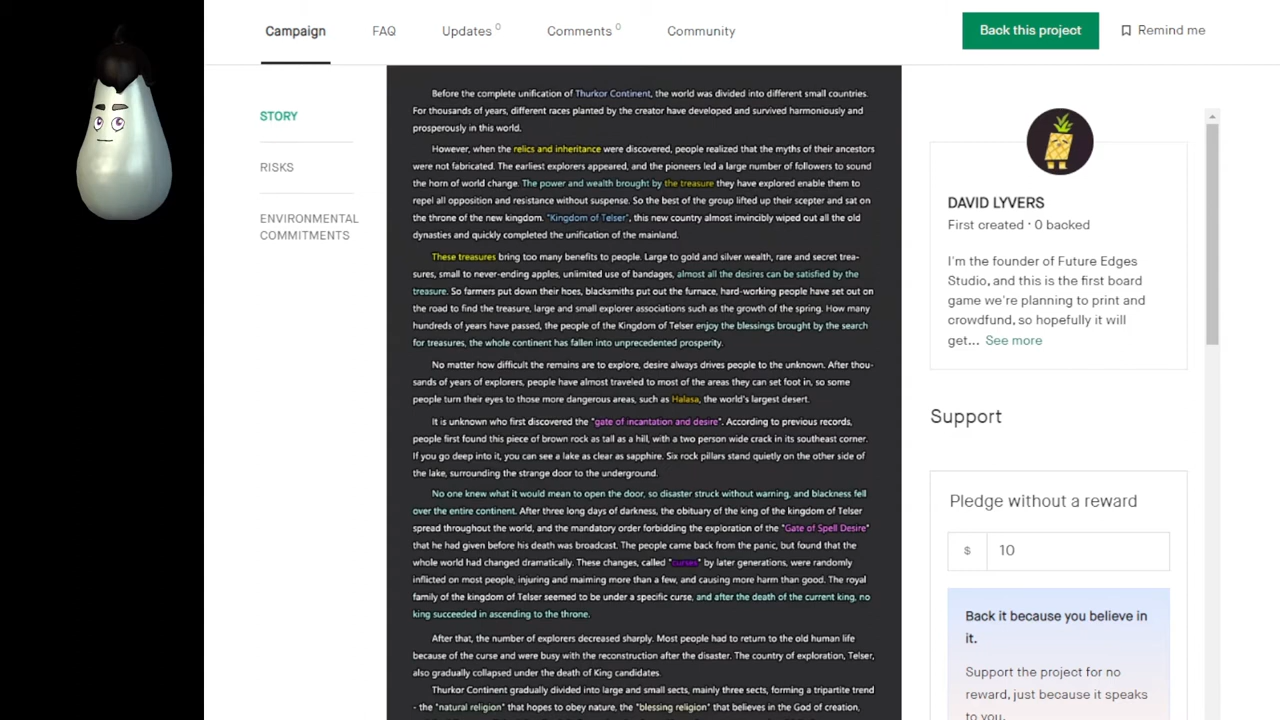 Campaign
FAQ
Updates 0
Comments 0
Community
Back this project
Remind me
STORY
RISKS
ENVIRONMENTAL
COMMITMENTS
Before the complete unification of Thurkor Continent, the world was divided into different small countries.
For thousands of years, different races planted by the creator have developed and survived harmoniously and
prosperously in this world.
However, when the relics and inheritance were discovered, people realized that the myths of their ancestors
were not fabricated. The earliest explorers appeared, and the pioneers led a large number of followers to sound
the horn of world change. The power and wealth brought by the treasure they have explored enable them to
repel all opposition and resistance without suspense. So the best of the group lifted up their scepter and sat on
the throne of the new kingdom. "Kingdom of Telser", this new country almost invincibly wiped out all the old
dynasties and quickly completed the unification of the mainland.
These treasures bring too many benefits to people. Large to gold and silver wealth, rare and secret trea-
sures, small to never-ending apples, unlimited use of bandages, almost all the desires can be satisfied by the
treasure. So farmers put down their hoes, blacksmiths put out the furnace, hard-working people have set out on
the road to find the treasure, large and small explorer associations such as the growth of the spring. How many
hundreds of years have passed, the people of the Kingdom of Telser enjoy the blessings brought by the search
for treasures, the whole continent has fallen into unprecedented prosperity.
No matter how difficult the remains are to explore, desire always drives people to the unknown. After thou-
sands of years of explorers, people have almost traveled to most of the areas they can set foot in, so some
people turn their eyes to those more dangerous areas, such as Halasa, the world's largest desert.
It is unknown who first discovered the "gate of incantation and desire". According to previous records,
people first found this piece of brown rock as tall as a hill, with a two person wide crack in its southeast corner.
If you go deep into it, you can see a lake as clear as sapphire. Six rock pillars stand quietly on the other side of
the lake, surrounding the strange door to the underground.
No one knew what it would mean to open the door, so disaster struck without warning, and blackness fell
over the entire continent. After three long days of darkness, the obituary of the king of the kingdom of Telser
spread throughout the world, and the mandatory order forbidding the exploration of the "Gate of Spell Desire"
that he had given before his death was broadcast. The people came back from the panic, but found that the
whole world had changed dramatically. These changes, called "curses" by later generations, were randomly
inflicted on most people, injuring and maiming more than a few, and causing more harm than good. The royal
family of the kingdom of Telser seemed to be under a specific curse, and after the death of the current king, no
king succeeded in ascending to the throne.
After that, the number of explorers decreased sharply. Most people had to return to the old human life
because of the curse and were busy with the reconstruction after the disaster. The country of exploration, Telser,
also gradually collapsed under the death of King candidates.
Thurkor Continent gradually divided into large and small sects, mainly three sects, forming a tripartite trend
- the "natural religion" that hopes to obey nature, the "blessing religion" that believes in the God of creation,
DAVID LYVERS
First created · 0 backed
I'm the founder of Future Edges
Studio, and this is the first board
game we're planning to print and
crowdfund, so hopefully it will
get... See more
Support
Pledge without a reward
$ 10
Back it because you believe in
it.
Support the project for no
reward, just because it speaks
to you.